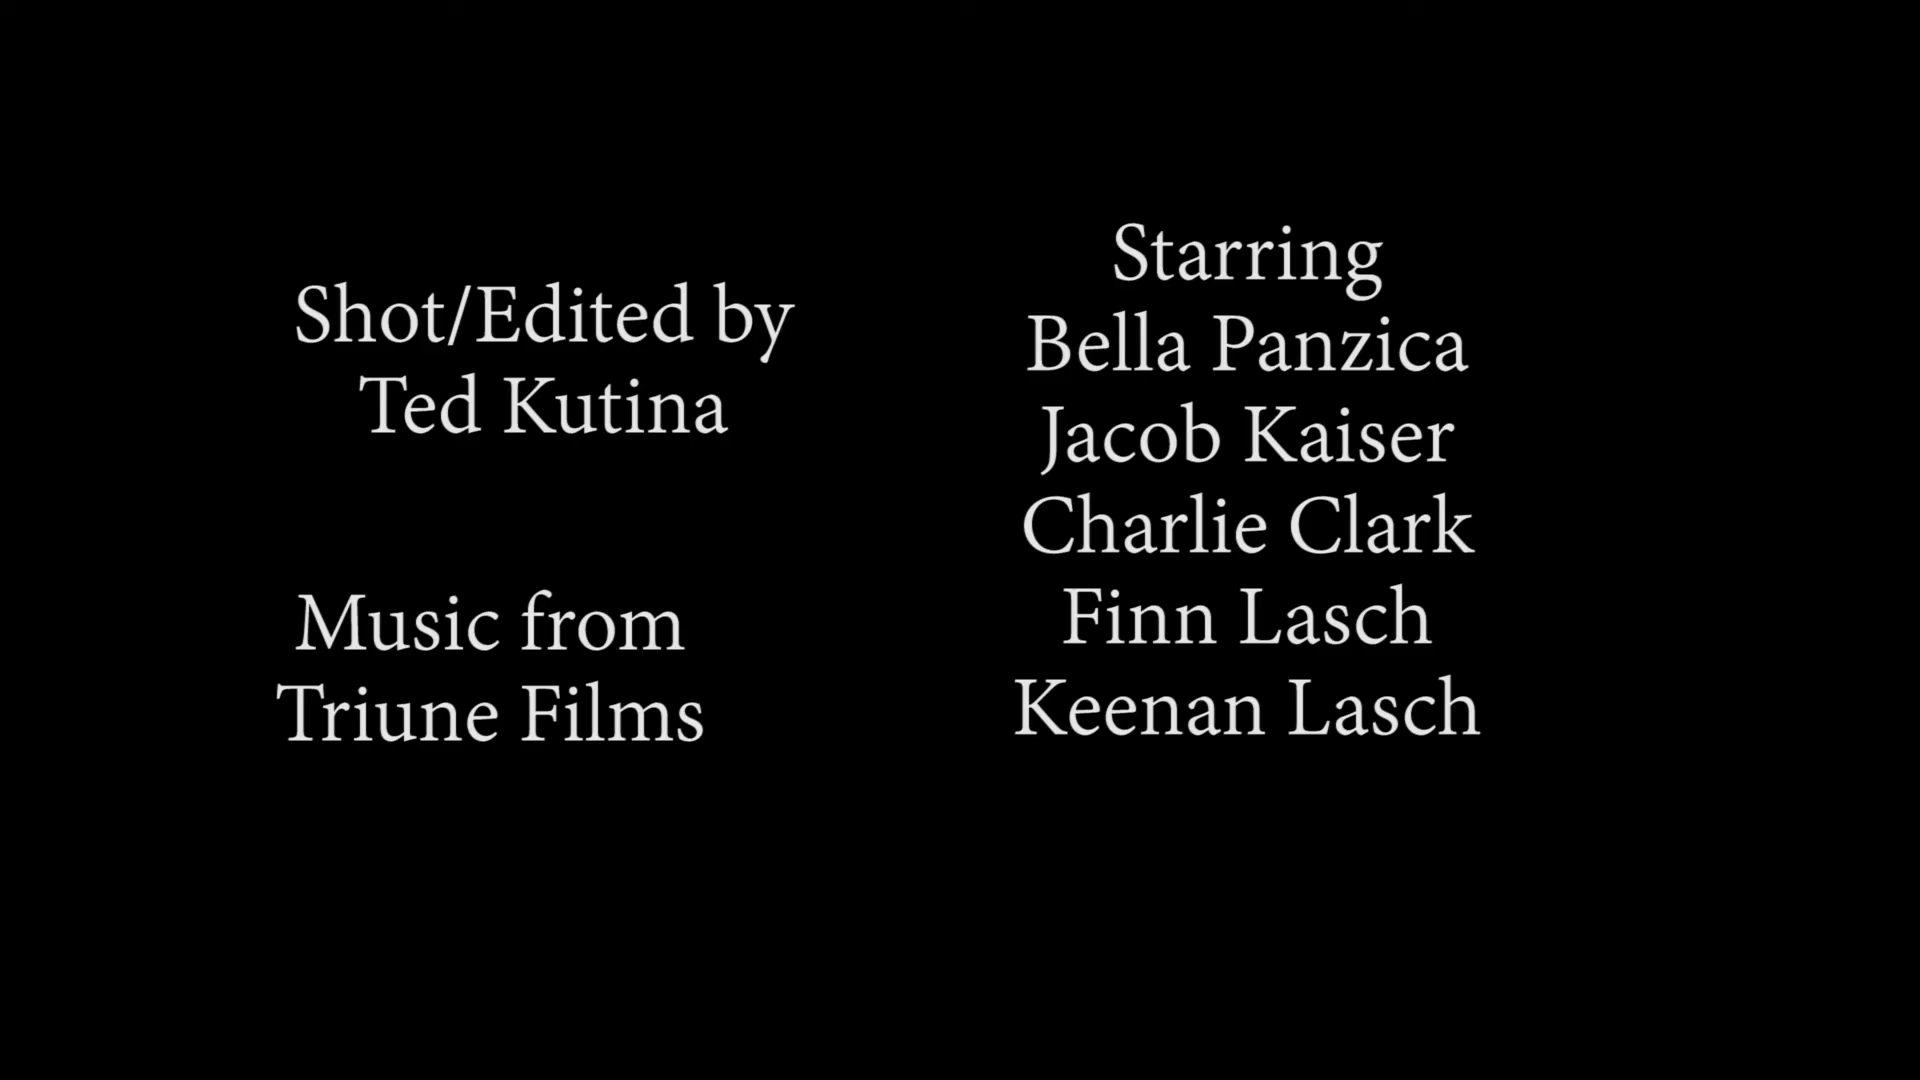 Shot/Edited by
Ted Kutina
Music from
Triune Films
Starring
Bella Panzica
Jacob Kaiser
Charlie Clark
Finn Lasch
Keenan Lasch